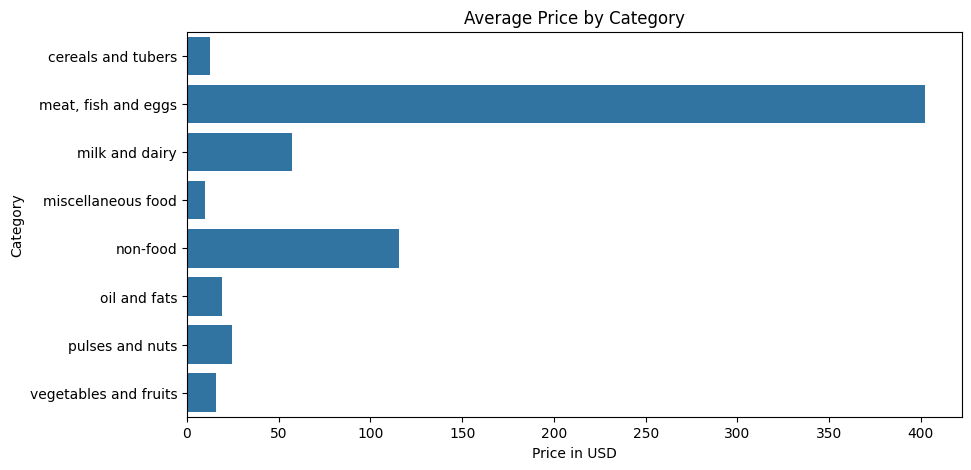 Average Price by Category
Category
cereals and tubers
meat, fish and eggs
milk and dairy
miscellaneous food
non-food
oil and fats
pulses and nuts
vegetables and fruits
0 50 100 150 200 250 300 350 400
Price in USD